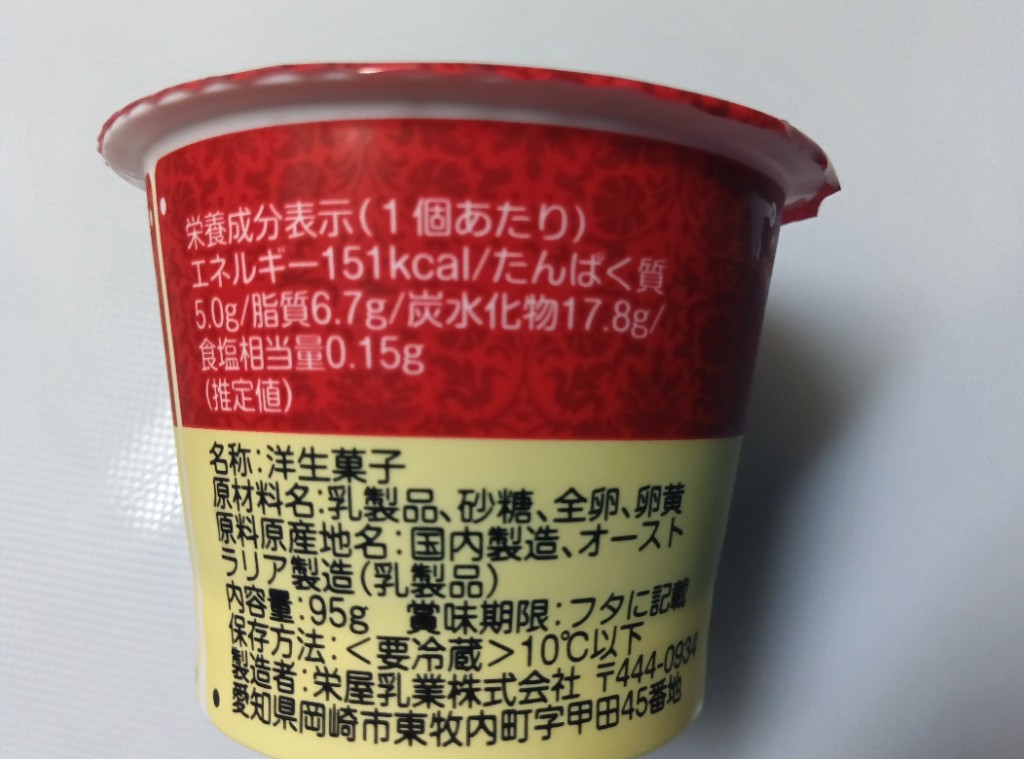 栄養成分表示(1個あたり)
エネルギー151kcal/たんぱく質
5.0g/脂質6.7g/炭水化物17.8g/
食塩相当量0.15g
(推定値)
名称:洋生菓子
原材料名:乳製品、砂糖、全卵、卵黄
原料原産地名:国内製造、オースト
ラリア製造(乳製品)
内容量:95g 賞味期限:フタに記載
保存方法:<要冷蔵>10℃以下
製造者:栄屋乳業株式会社 〒444-0934
愛知県岡崎市東牧内町字甲田45番地